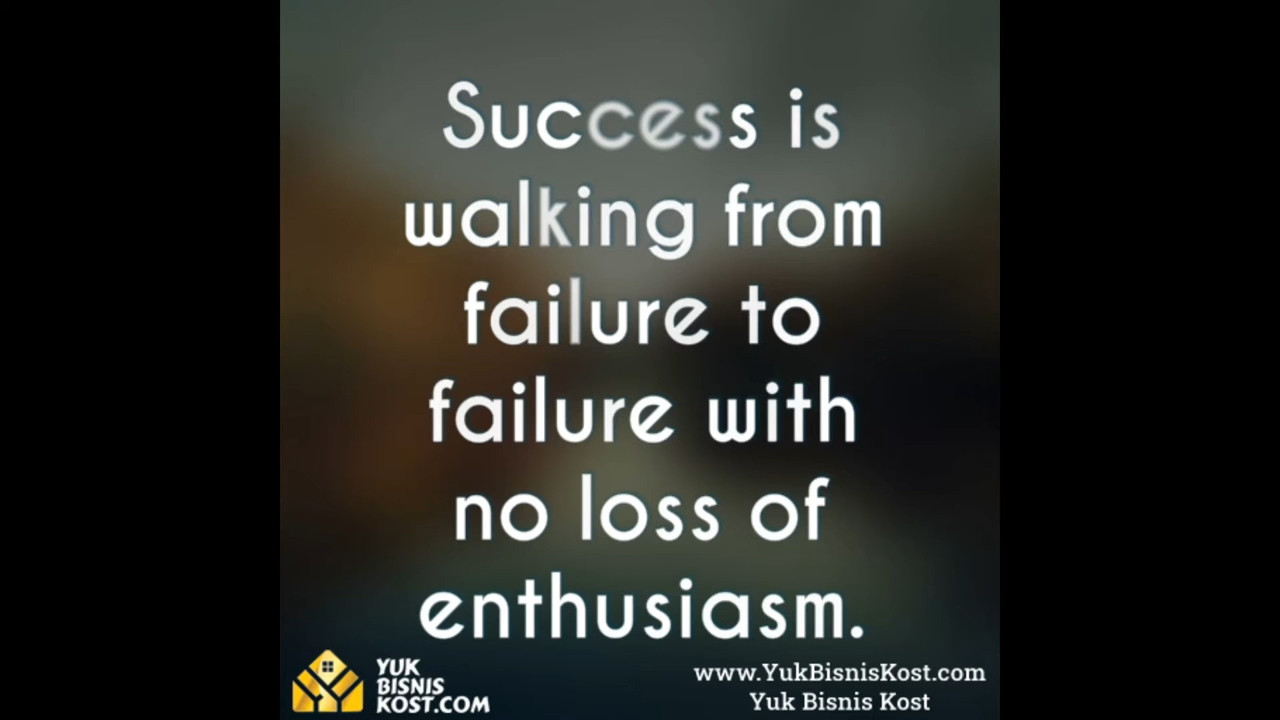 Success is
walking from
failure to
failure with
no loss of
enthusiasm.
YUK
BISNIS
KOST.COM
www.YukBisnisKost.com
Yuk Bisnis Kost